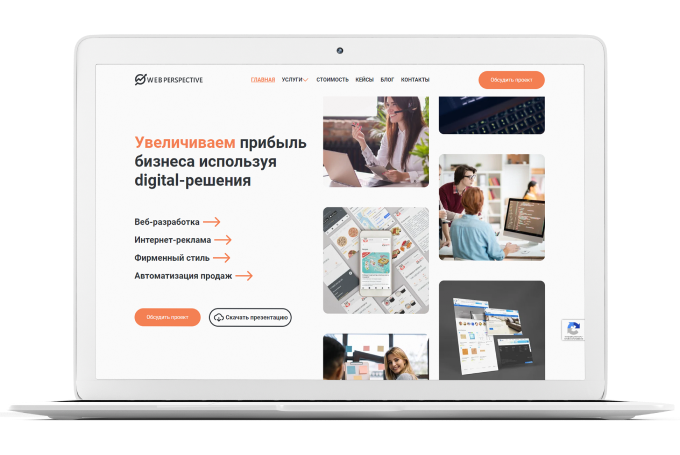 WEB PERSPECTIVE
ГЛАВНАЯ УСЛУГИ СТОИМОСТЬ КЕЙСЫ БЛОГ КОНТАКТЫ
Обсудить проект
Увеличиваем прибыль
бизнеса используя
digital-решения
Веб-разработка
Интернет-реклама
Фирменный стиль
Автоматизация продаж
Обсудить проект
Скачать презентацию